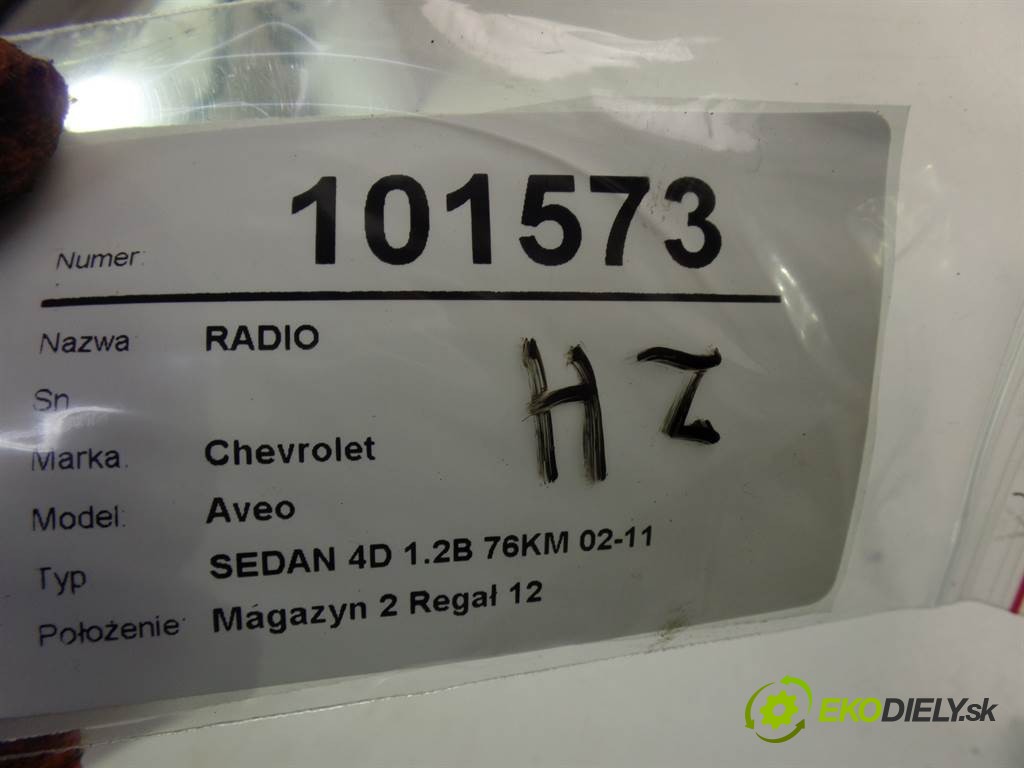 Numer: 101573
Nazwa RADIO
Sn
Marka. Chevrolet
Model: Aveo
Typ SEDAN 4D 1.2B 76KM 02-11
Położenie: Magazyn 2 Regał 12
HZ
EKODIELY.sk